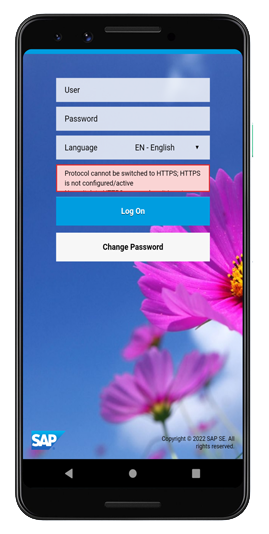 User
Password
Language EN - English
Protocol cannot be switched to HTTPS; HTTPS
is not configured/active
Log On
Change Password
SAP
Copyright © 2022 SAP SE. All
rights reserved.